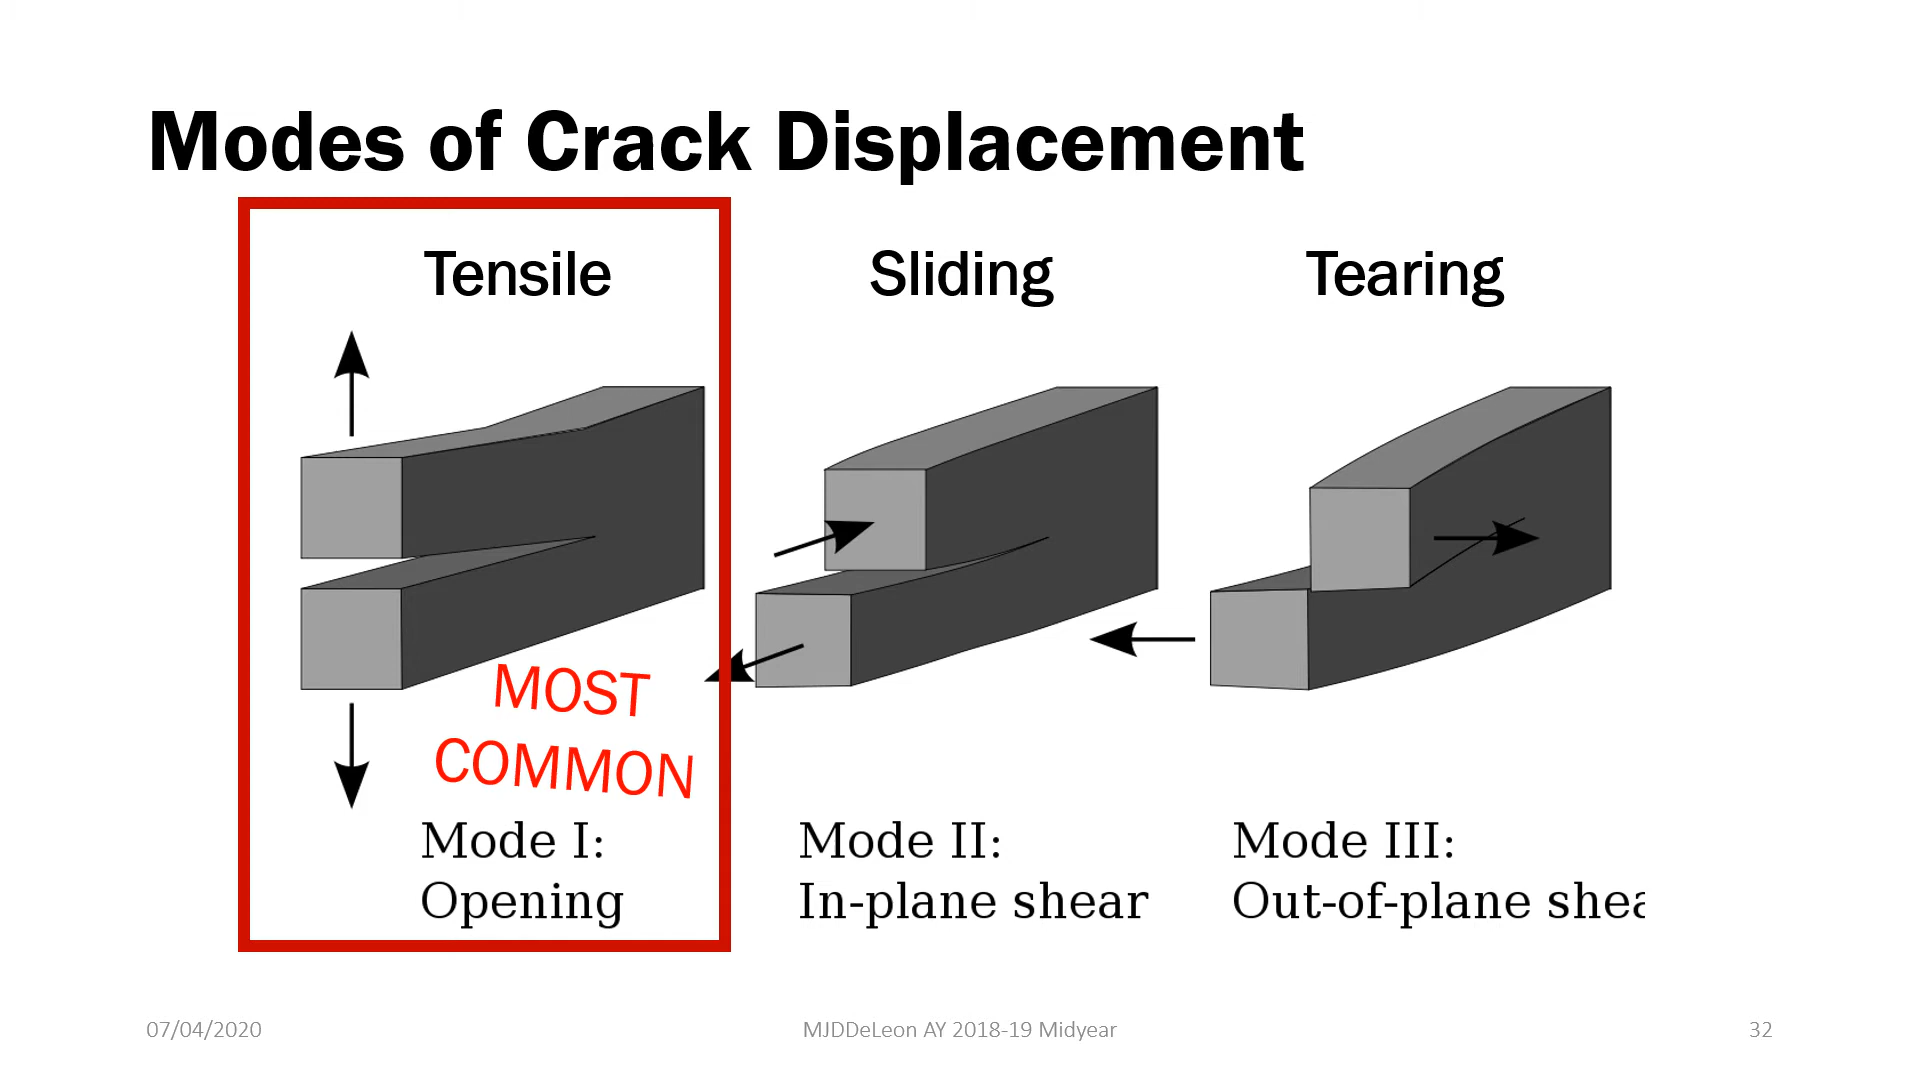 Modes of Crack Displacement
Tensile
Sliding
Tearing
MOST
COMMON
Mode I:
Opening
Mode II:
In-plane shear
Mode III:
Out-of-plane shea
07/04/2020
MJDDeLeon AY 2018-19 Midyear
32